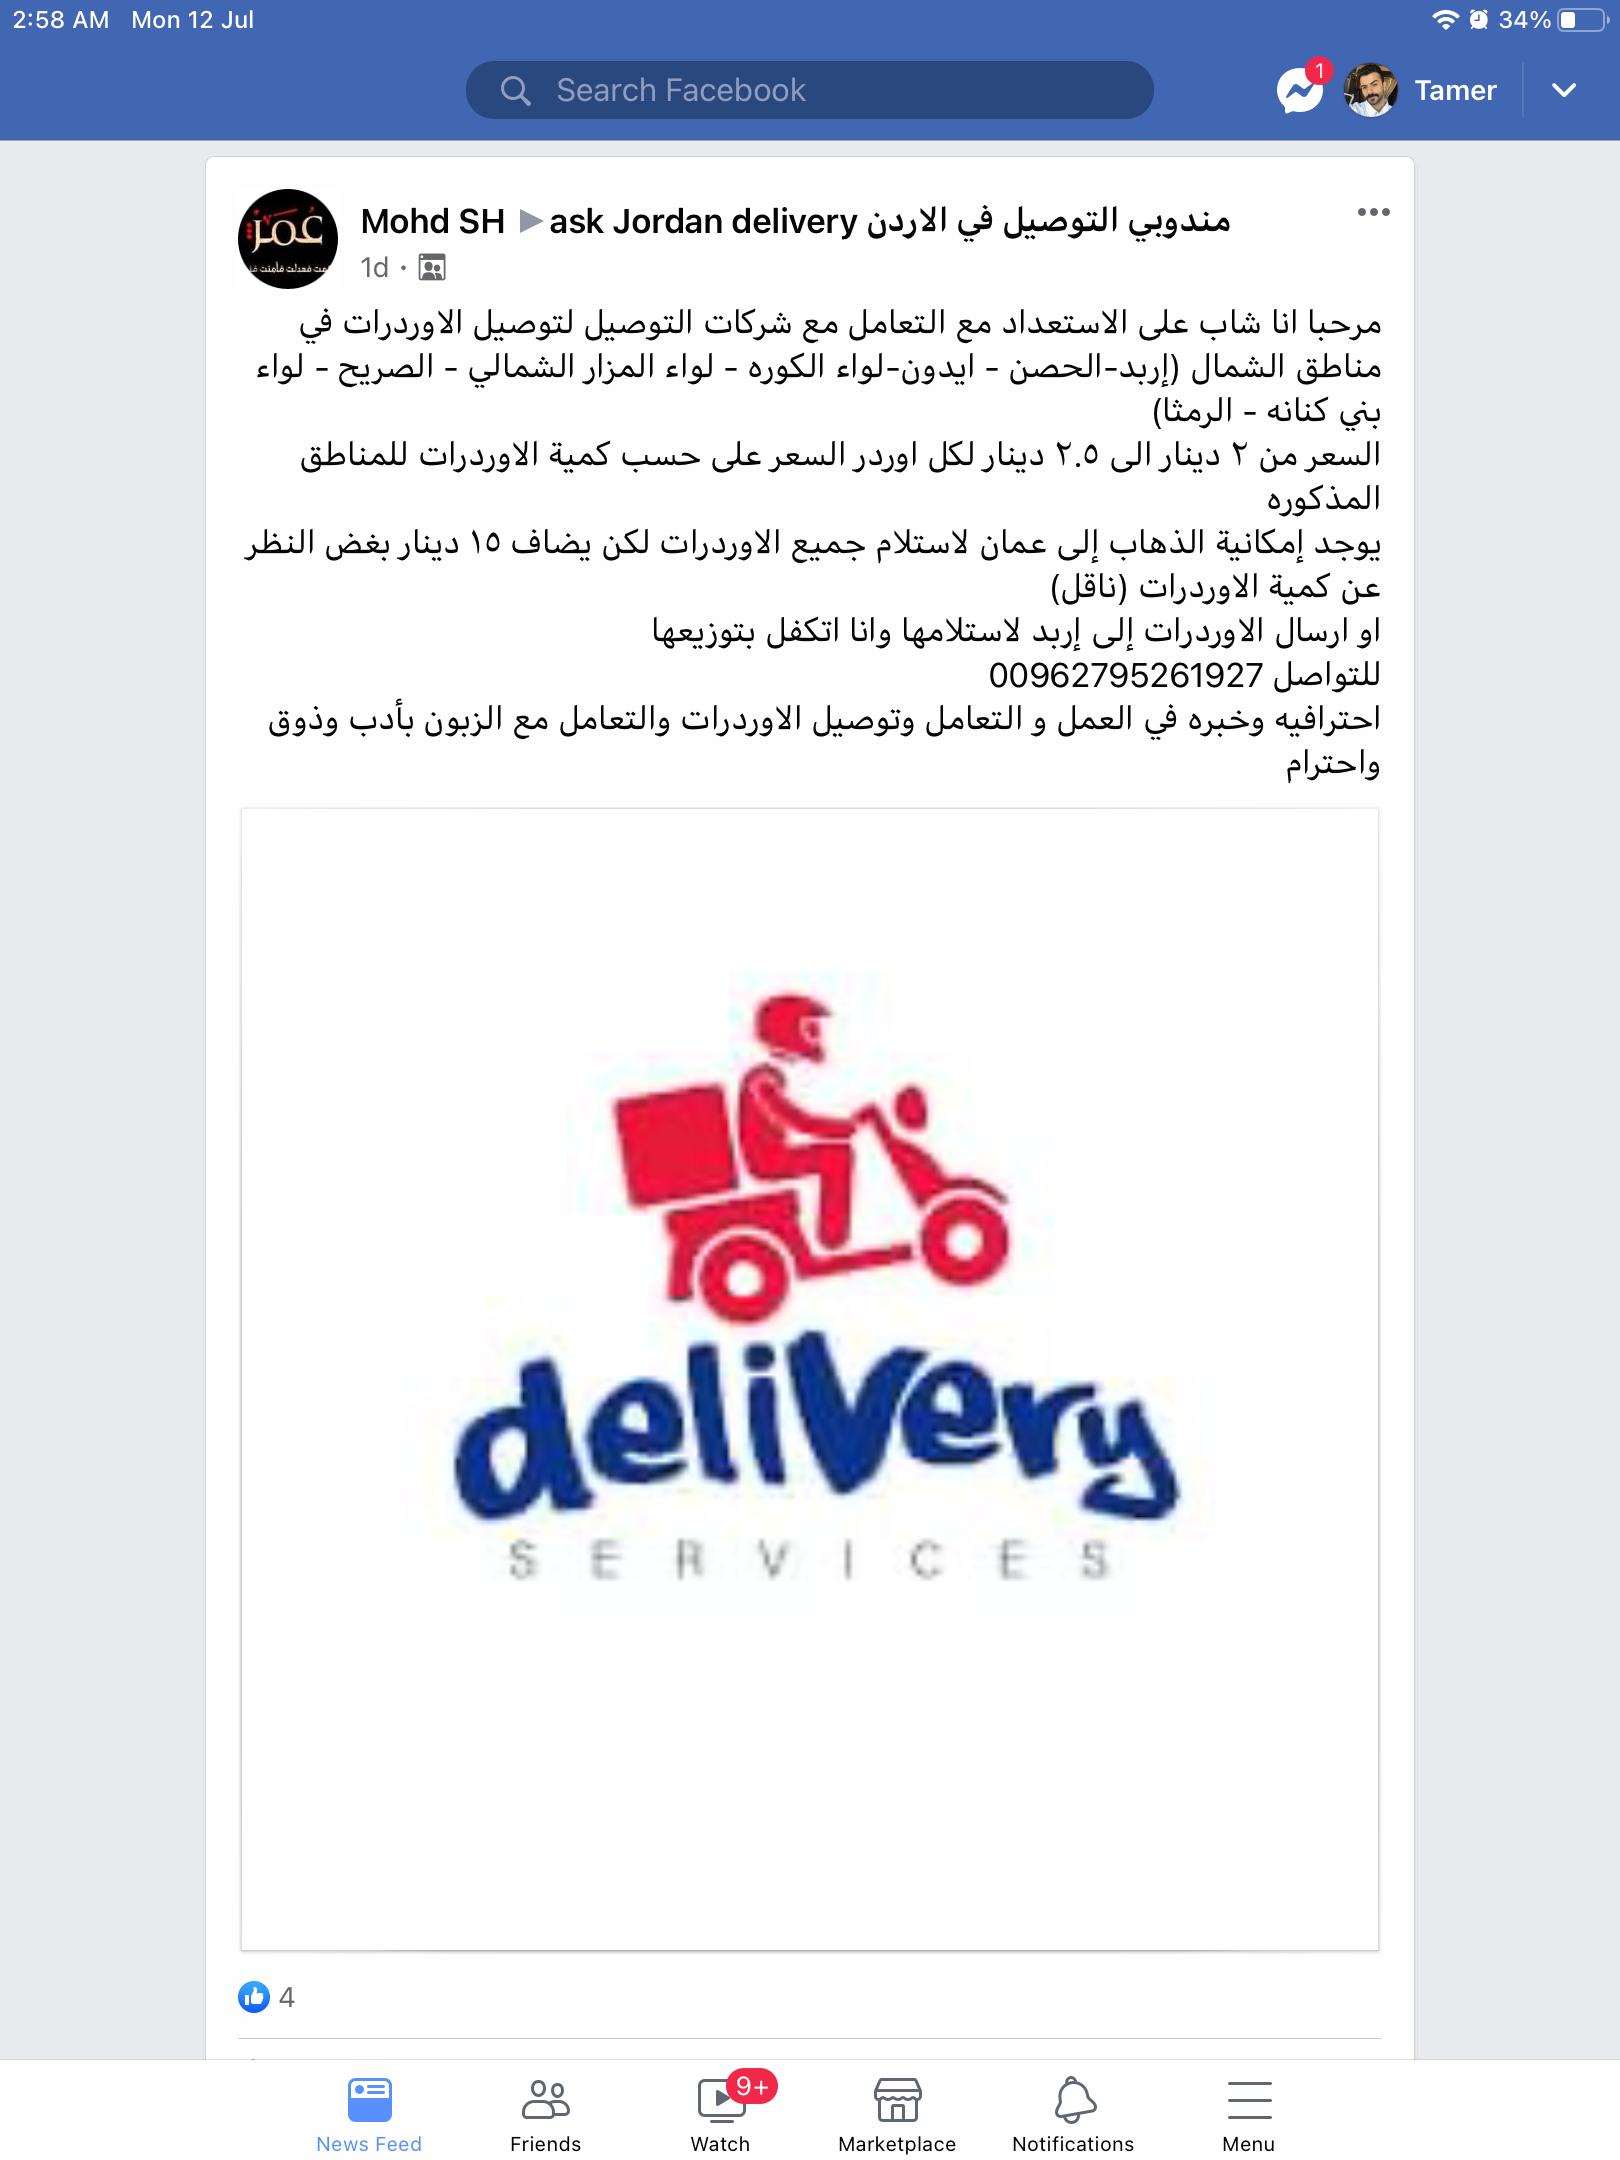 2:58 AM Mon 12 Jul 34%
Search Facebook 1 Tamer
عُمَر
Mohd SH ▶ ask Jordan delivery مندوبي التوصيل في الاردن
1d ·
مرحبا انا شاب على الاستعداد مع التعامل مع شركات التوصيل لتوصيل الاوردرات في
مناطق الشمال (إربد-الحصن - ايدون-لواء الكوره - لواء المزار الشمالي - الصريح - لواء
بني كنانه - الرمثا)
السعر من ٢ دينار الى ٢.٥ دينار لكل اوردر السعر على حسب كمية الاوردرات للمناطق
المذكوره
يوجد إمكانية الذهاب إلى عمان لاستلام جميع الاوردرات لكن يضاف ١٥ دينار بغض النظر
عن كمية الاوردرات (ناقل)
او ارسال الاوردرات إلى إربد لاستلامها وانا اتكفل بتوزيعها
للتواصل 00962795261927
احترافيه وخبره في العمل و التعامل وتوصيل الاوردرات والتعامل مع الزبون بأدب وذوق
واحترام
delivery
SERVICES
4
9+
News Feed Friends Watch Marketplace Notifications Menu